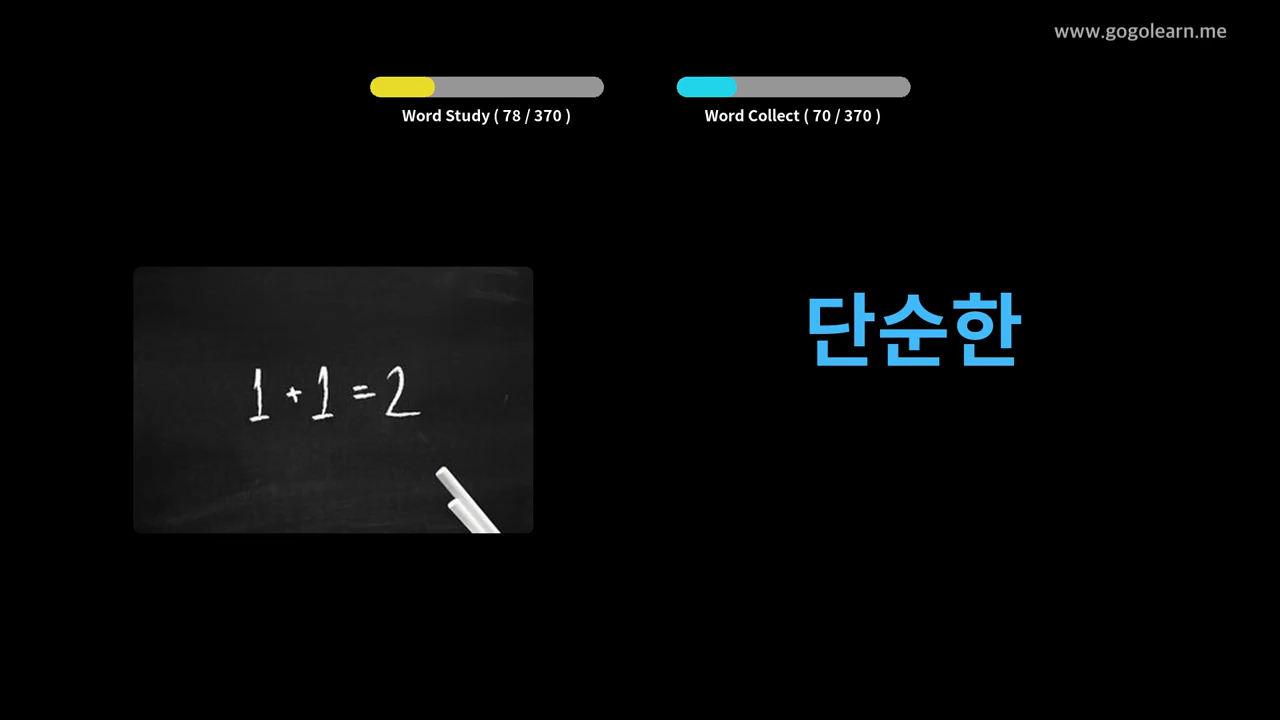 www.gogolearn.me
Word Study ( 78 / 370 )
Word Collect ( 70 / 370 )
단순한
1 + 1 = 2